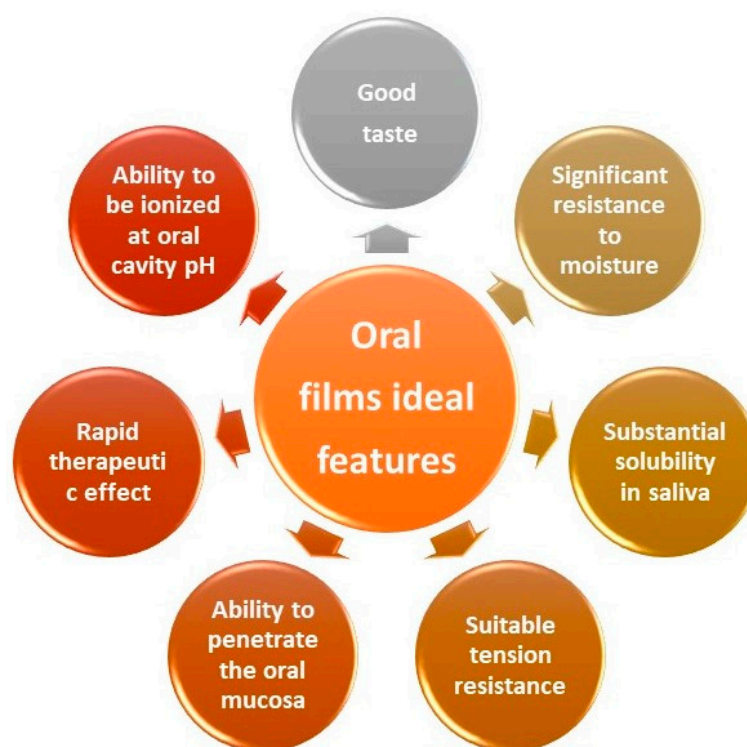 Good
taste
Ability to
be ionized
at oral
cavity pH
Significant
resistance
to
moisture
Oral
films ideal
features
Rapid
therapeuti
c effect
Substantial
solubility
in saliva
Ability to
penetrate
the oral
mucosa
Suitable
tension
resistance